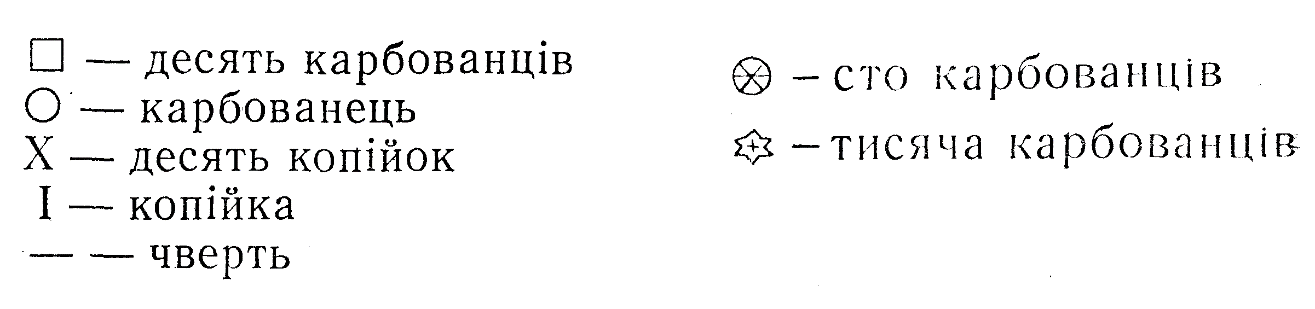 □ — десять карбованців
○ — карбованець
X — десять копійок
I — копійка
— — чверть
⊗ — сто карбованців
✡ — тисяча карбованців